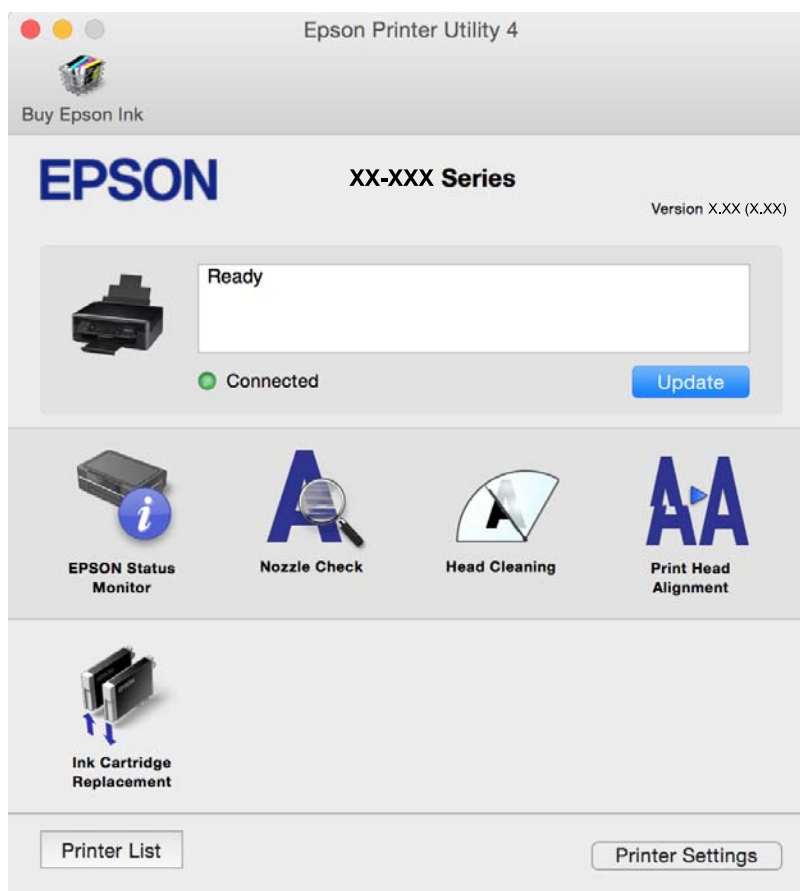 Epson Printer Utility 4
Buy Epson Ink
EPSON
XX-XXX Series
Version X.XX (X.XX)
Ready
Connected
Update
EPSON Status
Monitor
Nozzle Check
Head Cleaning
Print Head
Alignment
Ink Cartridge
Replacement
Printer List
Printer Settings